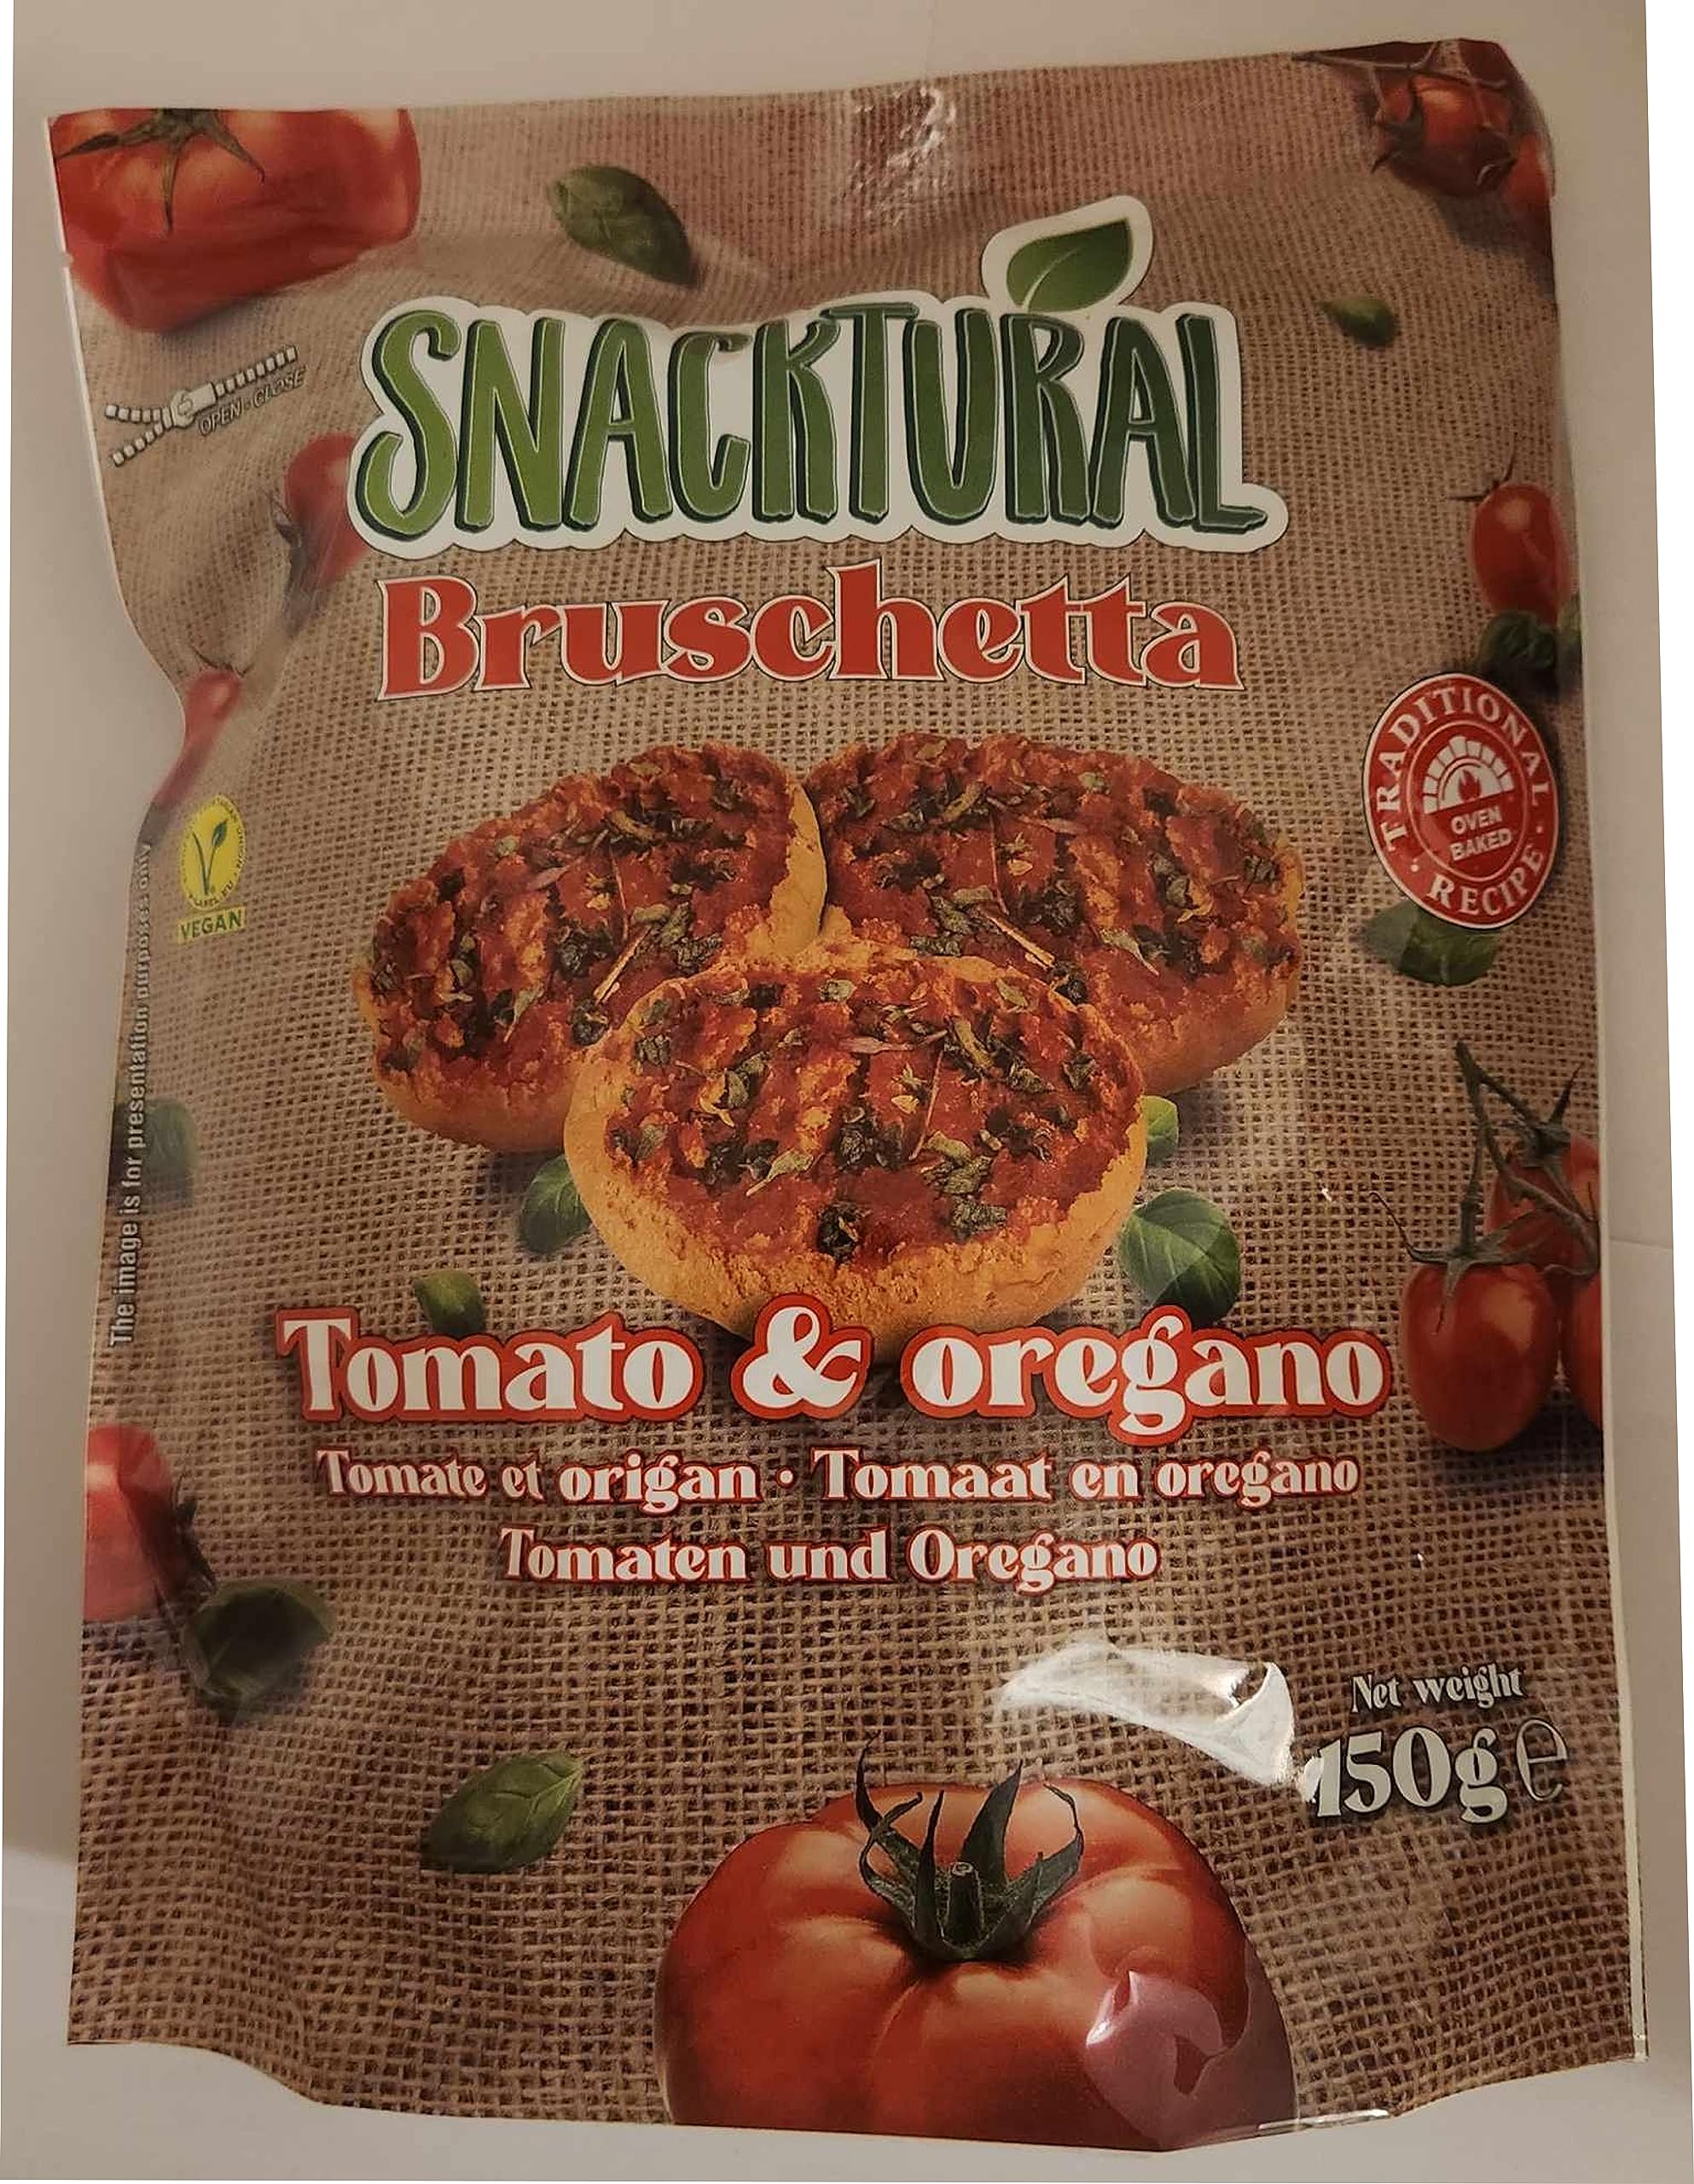 SNACKTURAL
OPEN - CLOSE
Bruschetta
TRADITIONAL
OVEN
BAKED
· RECIPE ·
VEGAN
The image is for presentation purposes only
Tomato & oregano
Tomate et origan · Tomaat en oregano
Tomaten und Oregano
Net weight
150g e